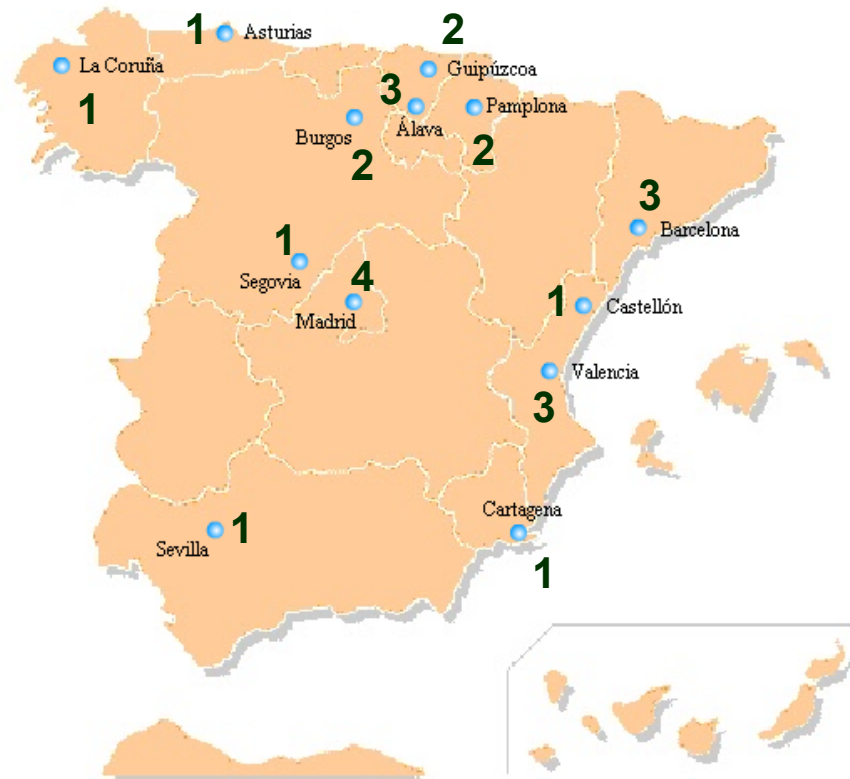 1 Asturias
2
La Coruña
Guipúzcoa
1
3
Pamplona
Burgos
Álava
2
2
3
Barcelona
1
Segovia
4
Madrid
1
Castellón
Valencia
3
Cartagena
1
Sevilla
1